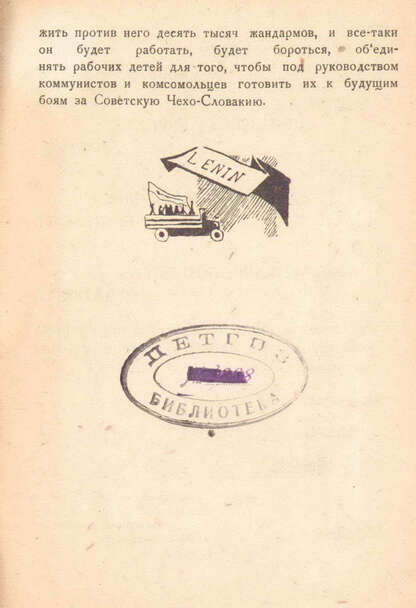 жить против него десять тысяч жандармов, и все-таки
он будет работать, будет бороться, об'еди-
нять рабочих детей для того, чтобы под руководством
коммунистов и комсомольцев готовить их к будущим
боям за Советскую Чехо-Словакию.
LENIN
ДЕТГИЗ
БИБЛИОТЕКА